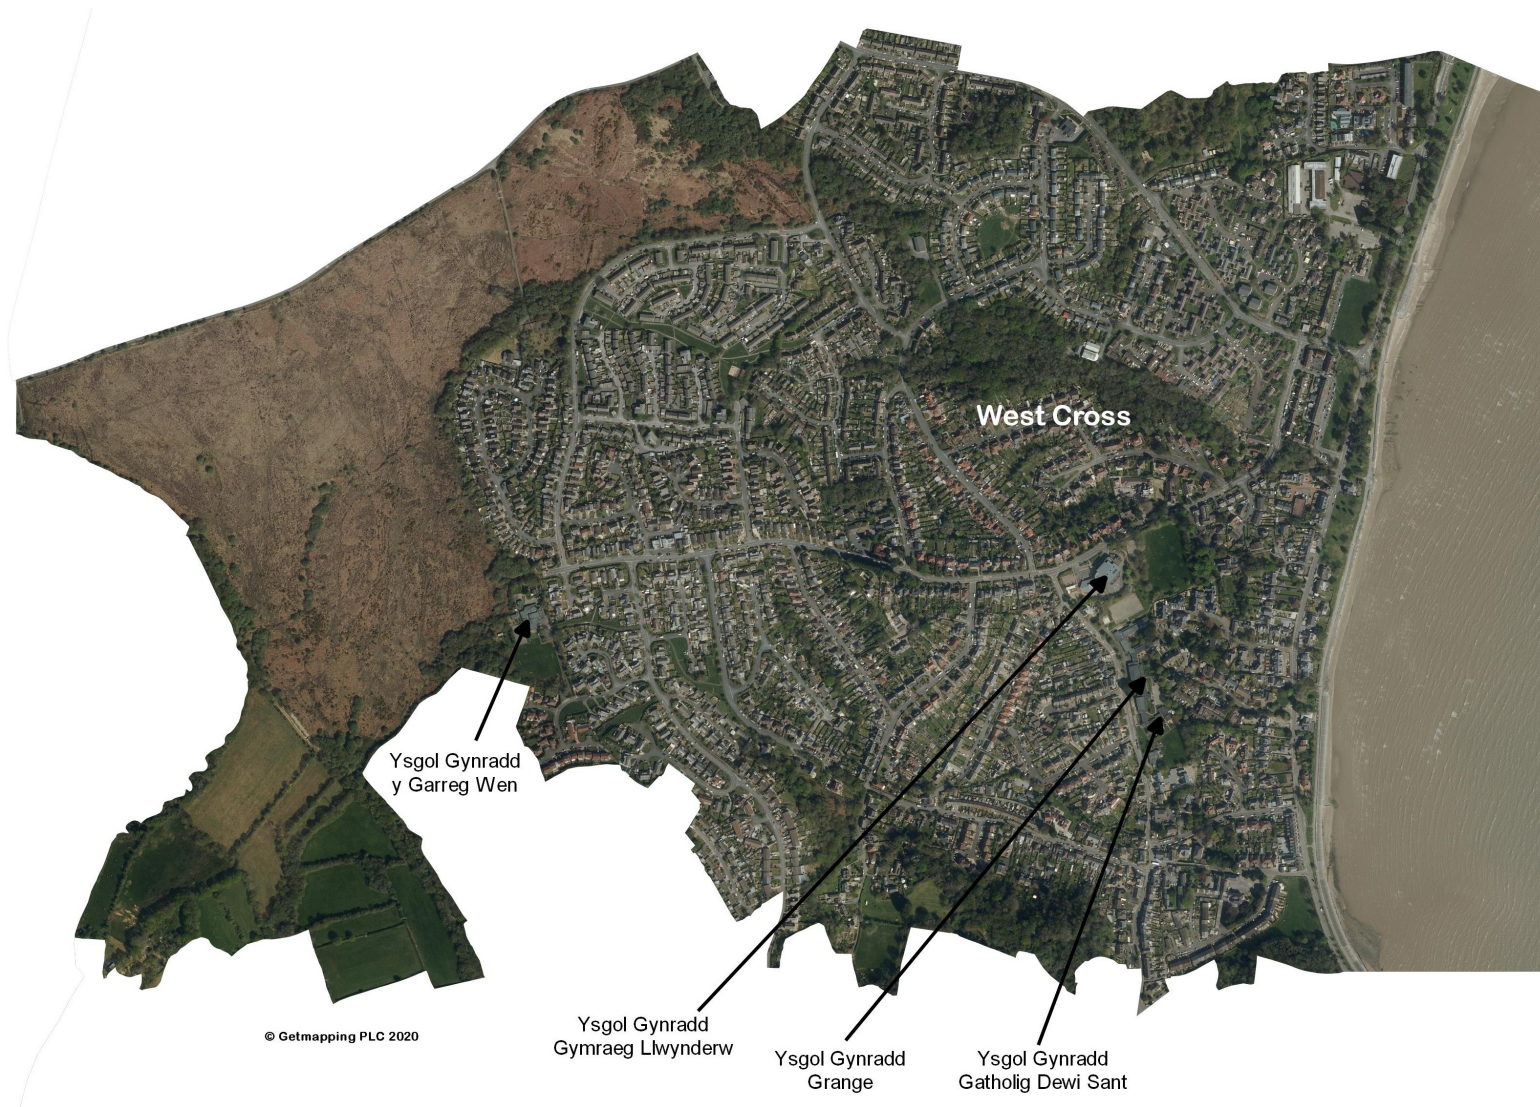 West Cross
Ysgol Gynradd
y Garreg Wen
© Getmapping PLC 2020
Ysgol Gynradd
Gymraeg Llwynderw
Ysgol Gynradd
Grange
Ysgol Gynradd
Gatholig Dewi Sant